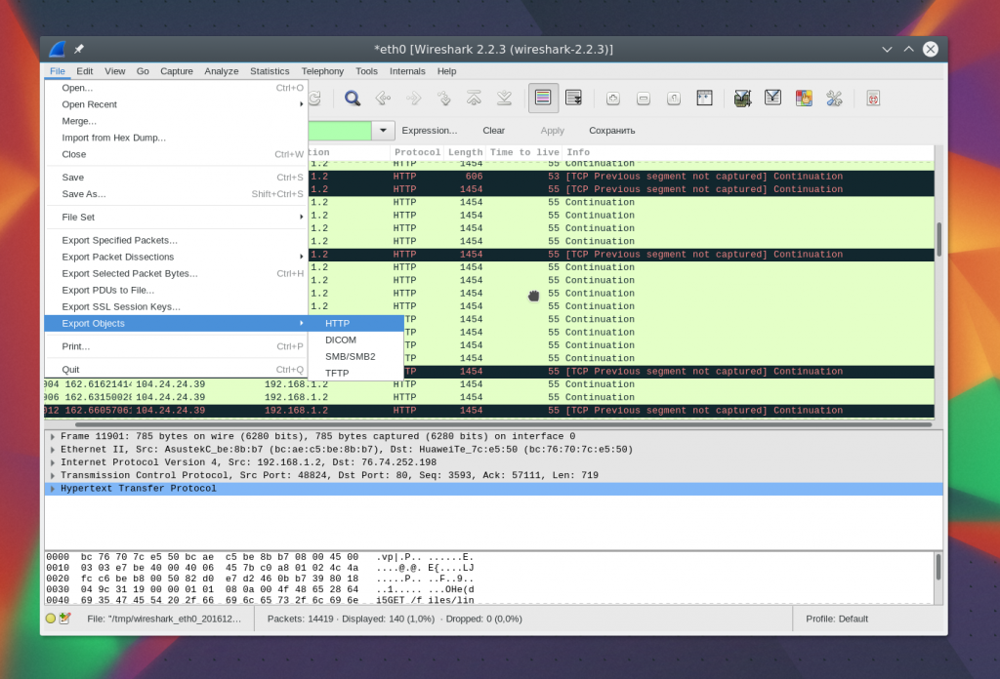 *eth0 [Wireshark 2.2.3 (wireshark-2.2.3)]
File Edit View Go Capture Analyze Statistics Telephony Tools Internals Help
Open... Ctrl+O
Open Recent
Merge...
Import from Hex Dump...
Close Ctrl+W
Save Ctrl+S
Save As... Shift+Ctrl+S
File Set
Export Specified Packets...
Export Packet Dissections
Export Selected Packet Bytes... Ctrl+H
Export PDUs to File...
Export SSL Session Keys...
Export Objects
Print... Ctrl+P
Quit Ctrl+Q
HTTP
DICOM
SMB/SMB2
TFTP
Expression... Clear Apply Сохранить
tion Protocol Length Time to live Info
1.2 HTTP 1454 55 Continuation
1.2 HTTP 606 53 [TCP Previous segment not captured] Continuation
1.2 HTTP 1454 55 [TCP Previous segment not captured] Continuation
1.2 HTTP 1454 55 Continuation
1.2 HTTP 1454 55 Continuation
1.2 HTTP 1454 55 Continuation
1.2 HTTP 1454 55 Continuation
1.2 HTTP 1454 55 [TCP Previous segment not captured] Continuation
1.2 HTTP 1454 55 Continuation
1.2 HTTP 1454 55 Continuation
1.2 HTTP 1454 55 Continuation
1.2 HTTP 1454 55 Continuation
TP 1454 55 Continuation
TP 1454 55 Continuation
TP 1454 55 Continuation
TP 1454 55 Continuation
TP 1454 55 [TCP Previous segment not captured] Continuation
904 162.61621414 104.24.24.39 192.168.1.2 HTTP 1454 55 Continuation
906 162.63150028 104.24.24.39 192.168.1.2 HTTP 1454 55 Continuation
912 162.66057061 104.24.24.39 192.168.1.2 HTTP 1454 55 [TCP Previous segment not captured] Continuation
Frame 11901: 785 bytes on wire (6280 bits), 785 bytes captured (6280 bits) on interface 0
Ethernet II, Src: AsustekC_be:8b:b7 (bc:ae:c5:be:8b:b7), Dst: HuaweiTe_7c:e5:50 (bc:76:70:7c:e5:50)
Internet Protocol Version 4, Src: 192.168.1.2, Dst: 76.74.252.198
Transmission Control Protocol, Src Port: 48824, Dst Port: 80, Seq: 3593, Ack: 57111, Len: 719
Hypertext Transfer Protocol
0000 bc 76 70 7c e5 50 bc ae c5 be 8b b7 08 00 45 00 .vp|.P.. ......E.
0010 03 03 e7 be 40 00 40 06 45 7b c0 a8 01 02 4c 4a ....@.@. E{....LJ
0020 fc c6 be b8 00 50 82 d0 e7 d2 46 0b b7 39 80 18 .....P.. ..F..9..
0030 04 9c 31 19 00 00 01 01 08 0a 00 4f 48 65 28 64 ..1..... ...OHe(d
0040 69 35 47 45 54 20 2f 66 69 6c 65 73 2f 6c 69 6e i5GET /f iles/lin
File: "/tmp/wireshark_eth0_201612... Packets: 14419 · Displayed: 140 (1,0%) · Dropped: 0 (0,0%) Profile: Default